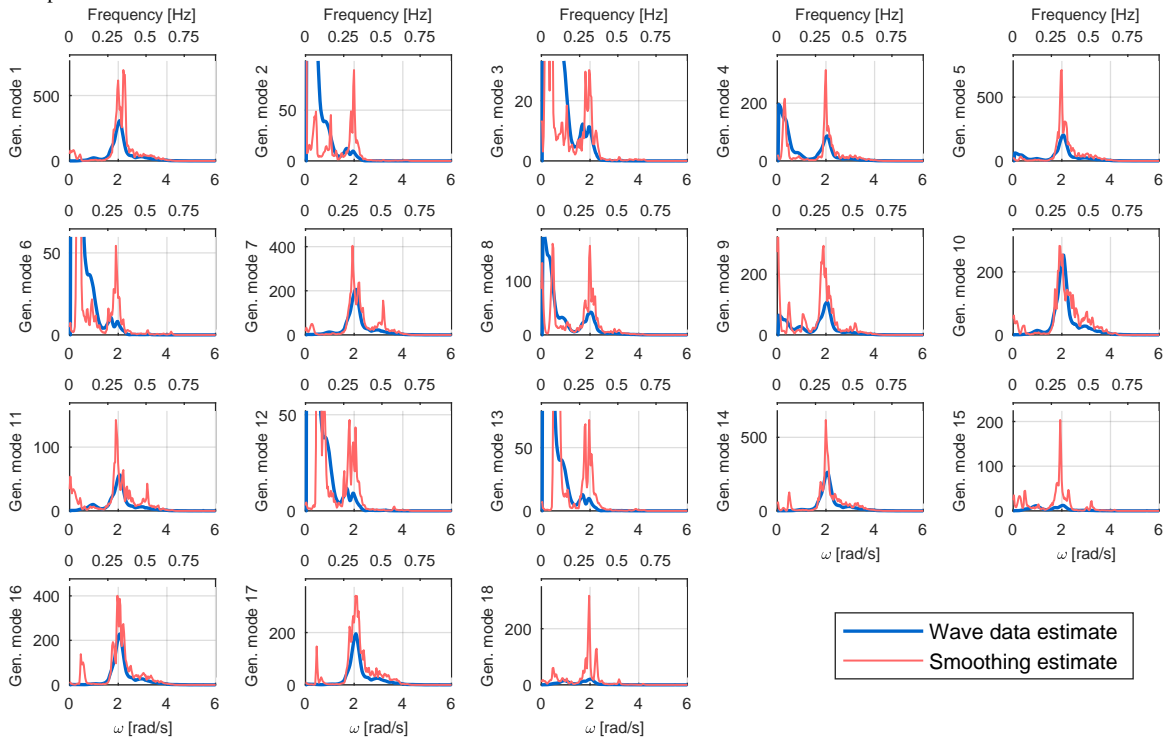 Frequency [Hz] Frequency [Hz] Frequency [Hz] Frequency [Hz] Frequency [Hz]
0 0.25 0.5 0.75 0 0.25 0.5 0.75 0 0.25 0.5 0.75 0 0.25 0.5 0.75 0 0.25 0.5 0.75
Gen. mode 1 Gen. mode 2 Gen. mode 3 Gen. mode 4 Gen. mode 5
500 50 20 200 500
0 0 0 0 0
0 2 4 6 0 2 4 6 0 2 4 6 0 2 4 6 0 2 4 6
0 0.25 0.5 0.75 0 0.25 0.5 0.75 0 0.25 0.5 0.75 0 0.25 0.5 0.75 0 0.25 0.5 0.75
Gen. mode 6 Gen. mode 7 Gen. mode 8 Gen. mode 9 Gen. mode 10
50 400 100 200 200
200
0 0 0 0 0
0 2 4 6 0 2 4 6 0 2 4 6 0 2 4 6 0 2 4 6
0 0.25 0.5 0.75 0 0.25 0.5 0.75 0 0.25 0.5 0.75 0 0.25 0.5 0.75 0 0.25 0.5 0.75
Gen. mode 11 Gen. mode 12 Gen. mode 13 Gen. mode 14 Gen. mode 15
100 50 50 500 200
150
100
50
0 0 0 0 0
0 2 4 6 0 2 4 6 0 2 4 6 0 2 4 6 0 2 4 6
ω [rad/s] ω [rad/s]
0 0.25 0.5 0.75 0 0.25 0.5 0.75 0 0.25 0.5 0.75
Gen. mode 16 Gen. mode 17 Gen. mode 18
400 200 200
200
0 0 0
0 2 4 6 0 2 4 6 0 2 4 6
ω [rad/s] ω [rad/s] ω [rad/s]
Wave data estimate
Smoothing estimate